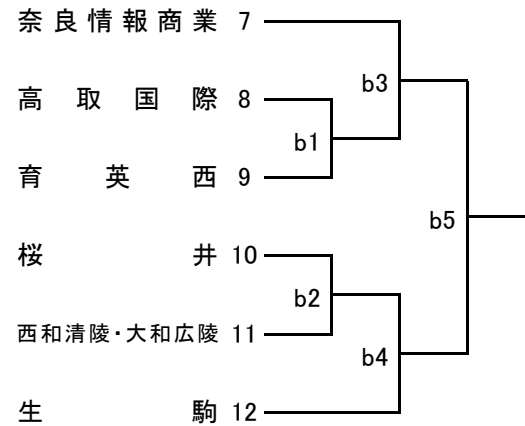 奈良情報商業 7
b3
高取国際 8
b1
育英西 9
b5
桜井 10
b2
西和清陵・大和広陵 11
b4
生駒 12